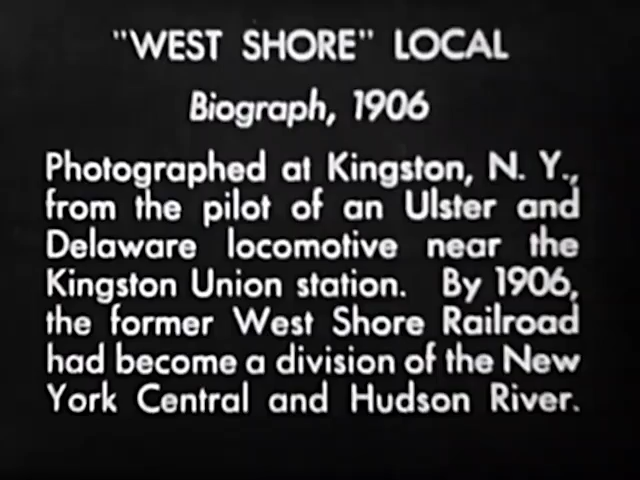 "WEST SHORE" LOCAL
Biograph, 1906
Photographed at Kingston, N. Y.,
from the pilot of an Ulster and
Delaware locomotive near the
Kingston Union station. By 1906,
the former West Shore Railroad
had become a division of the New
York Central and Hudson River.